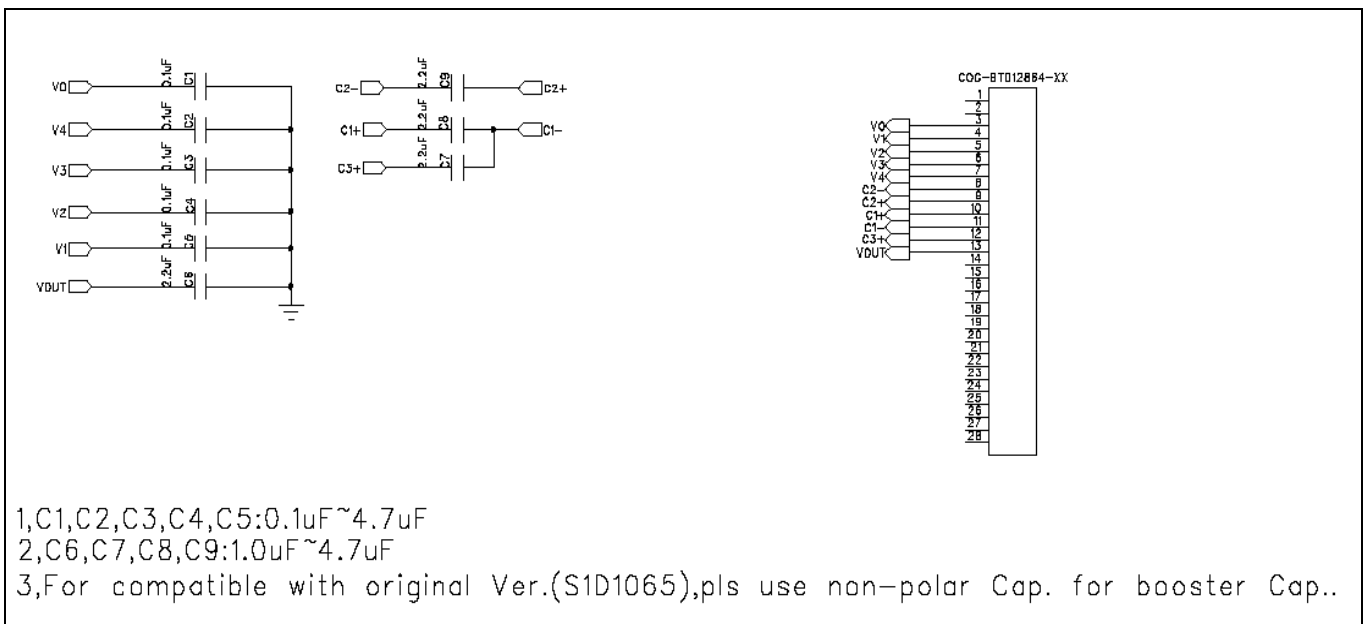 V0 0.1uF C1
V4 0.1uF C2
V3 0.1uF C3
V2 0.1uF C4
V1 0.1uF C5
VOUT 2.2uF C6
C2- 2.2uF C9 C2+
C1+ 2.2uF C8 C1-
C3+ 2.2uF C7
COG-BTD12864-XX
1
2
V0 3
V1 4
V2 5
V3 6
V4 7
C2- 8
C2+ 9
C1+ 10
C1- 11
C3+ 12
VOUT 13
14
15
16
17
18
19
20
21
22
23
24
25
26
27
28
1,C1,C2,C3,C4,C5:0.1uF~4.7uF
2,C6,C7,C8,C9:1.0uF~4.7uF
3,For compatible with original Ver.(S1D1065),pls use non-polar Cap. for booster Cap..